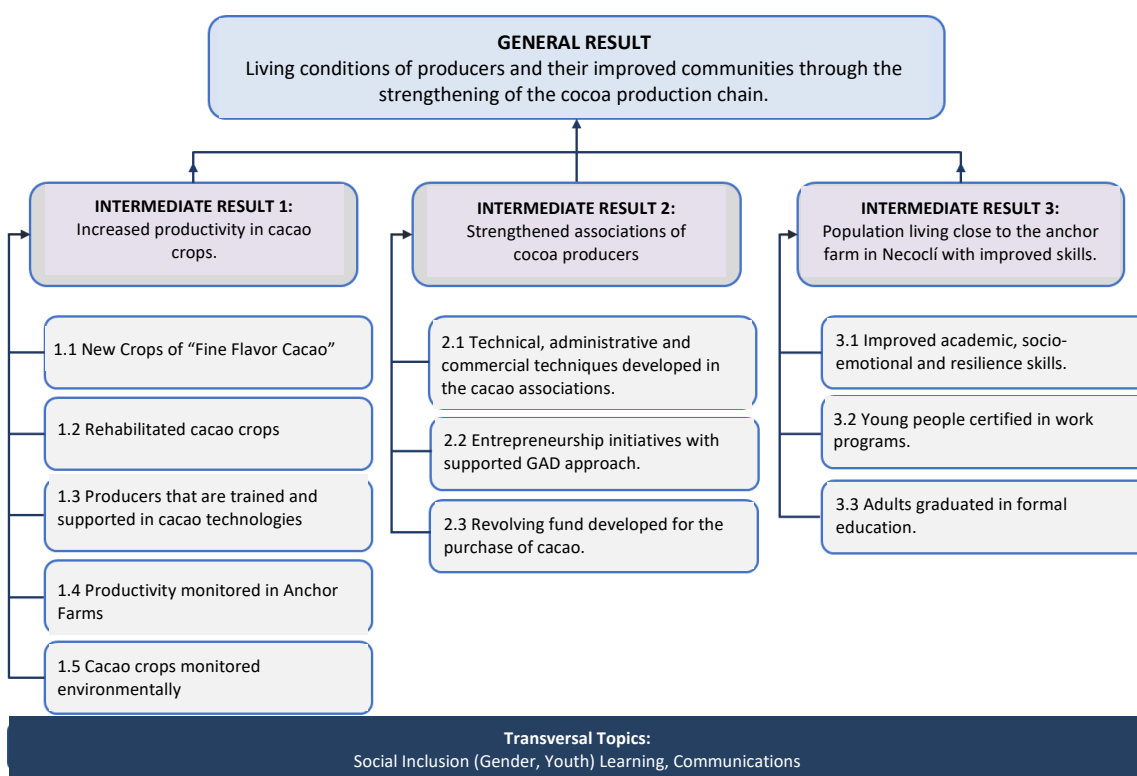 GENERAL RESULT
Living conditions of producers and their improved communities through the
strengthening of the cocoa production chain.
INTERMEDIATE RESULT 1:
Increased productivity in cacao
crops.
1.1 New Crops of “Fine Flavor Cacao”
1.2 Rehabilitated cacao crops
1.3 Producers that are trained and
supported in cacao technologies
1.4 Productivity monitored in Anchor
Farms
1.5 Cacao crops monitored
environmentally
INTERMEDIATE RESULT 2:
Strengthened associations of
cocoa producers
2.1 Technical, administrative and
commercial techniques developed in
the cacao associations.
2.2 Entrepreneurship initiatives with
supported GAD approach.
2.3 Revolving fund developed for the
purchase of cacao.
INTERMEDIATE RESULT 3:
Population living close to the anchor
farm in Necoclí with improved skills.
3.1 Improved academic, socio-
emotional and resilience skills.
3.2 Young people certified in work
programs.
3.3 Adults graduated in formal
education.
Transversal Topics:
Social Inclusion (Gender, Youth) Learning, Communications